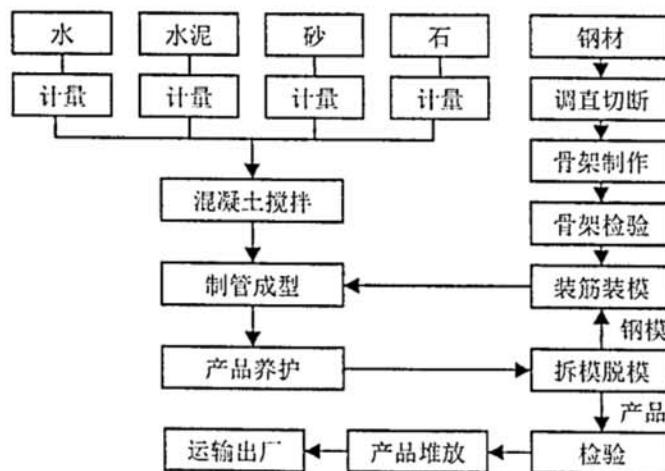 水 水泥 砂 石 钢材
计量 计量 计量 计量 调直切断
骨架制作
混凝土搅拌
骨架检验
制管成型 装筋装模
钢模
产品养护 拆模脱模
产品
运输出厂 产品堆放 检验